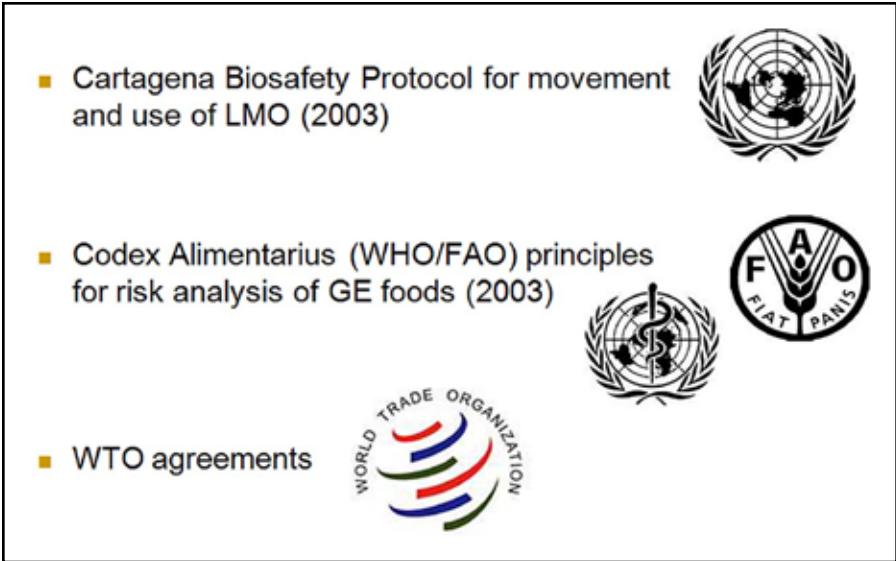 Cartagena Biosafety Protocol for movement
and use of LMO (2003)
Codex Alimentarius (WHO/FAO) principles
for risk analysis of GE foods (2003)
F A O
FIAT PANIS
WORLD TRADE ORGANIZATION
WTO agreements